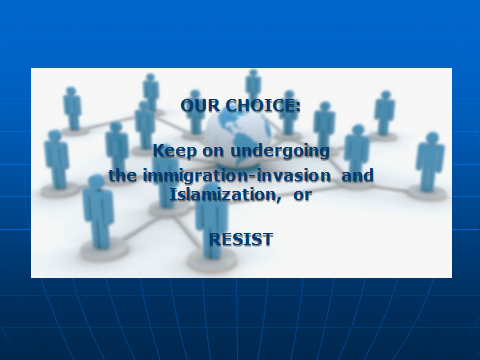 OUR CHOICE:
Keep on undergoing
the immigration-invasion and
Islamization, or
RESIST